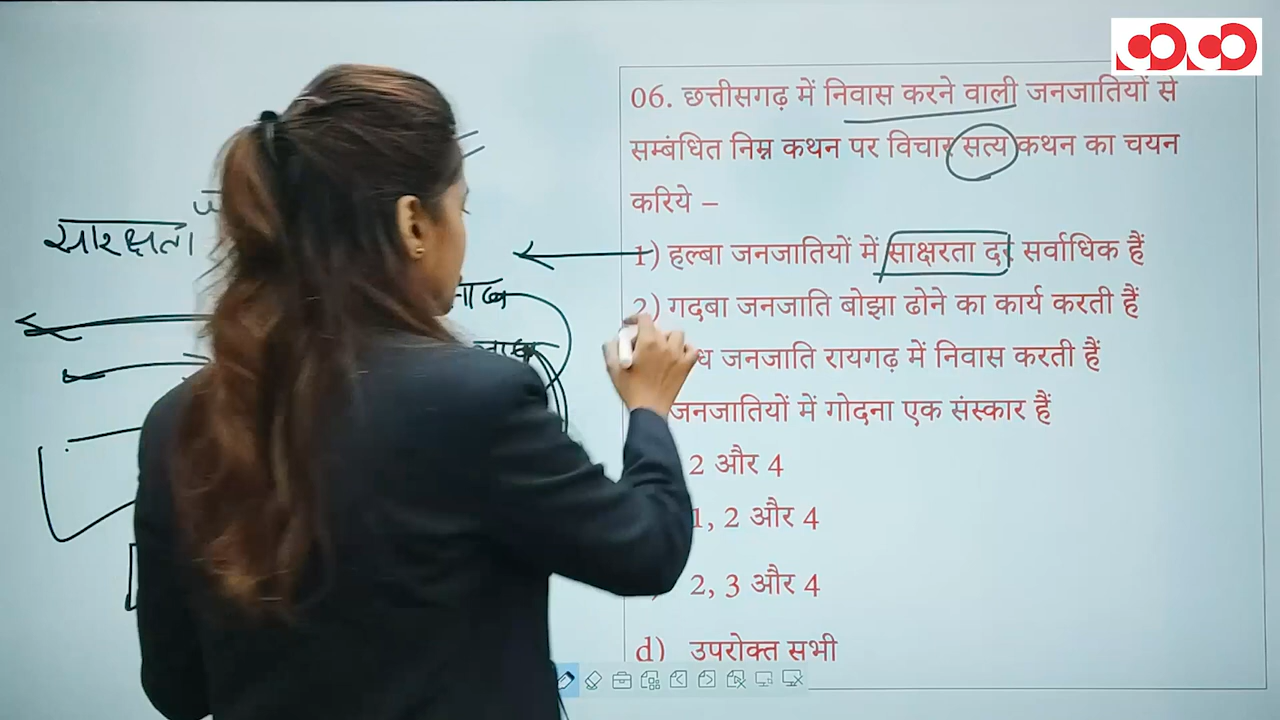 06. छत्तीसगढ़ में निवास करने वाली जनजातियों से
सम्बंधित निम्न कथन पर विचार सत्य कथन का चयन
करिये –
1) हल्बा जनजातियों में साक्षरता दर सर्वाधिक हैं
2) गदबा जनजाति बोझा ढोने का कार्य करती हैं
जनजाति रायगढ़ में निवास करती हैं
जनजातियों में गोदना एक संस्कार हैं
2 और 4
1, 2 और 4
2, 3 और 4
d) उपरोक्त सभी